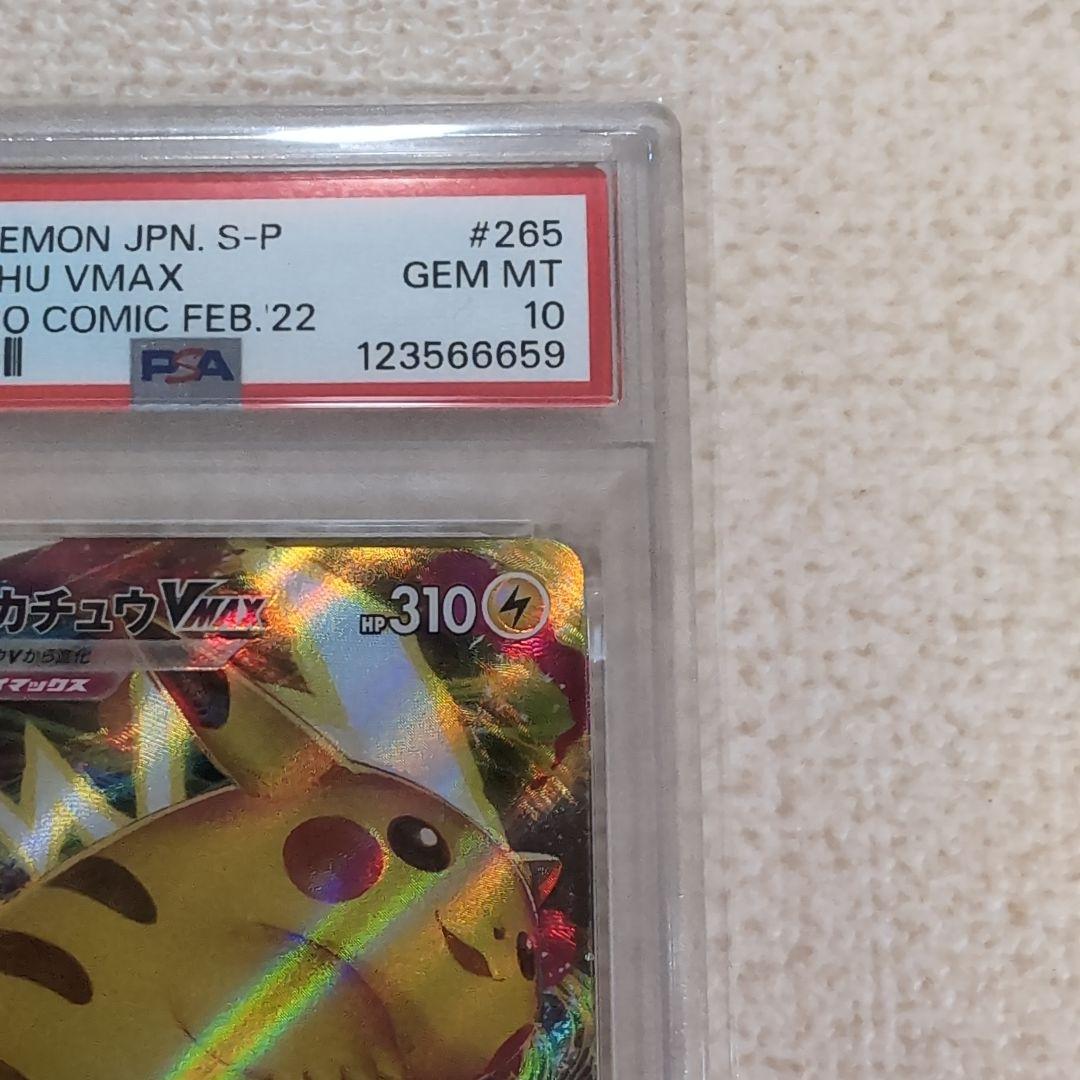 EMON JPN. S-P #265
HU VMAX GEM MT
O COMIC FEB.'22 10
PSA 123566659
カチュウVMAX HP310
Vから進化
イマックス